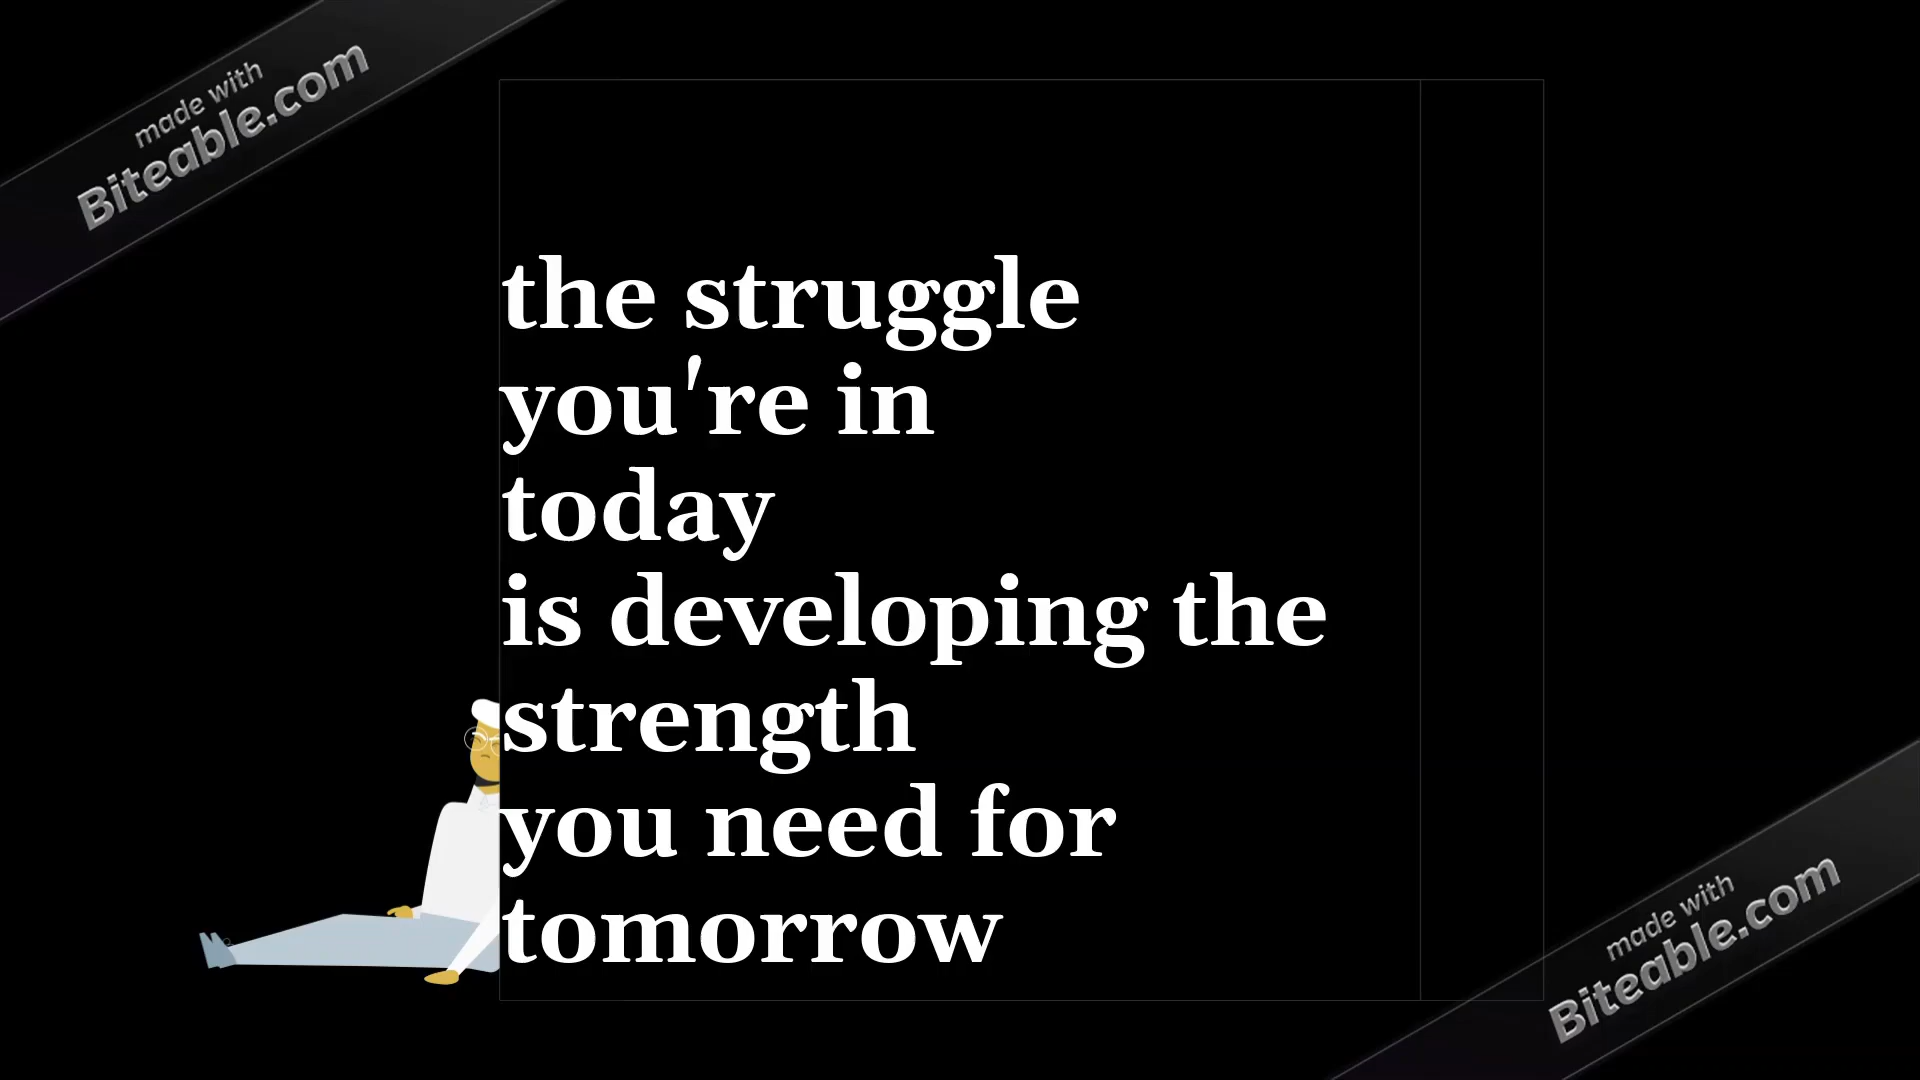 made with
Biteable.com
the struggle
you're in
today
is developing the
strength
you need for
tomorrow
made with
Biteable.com